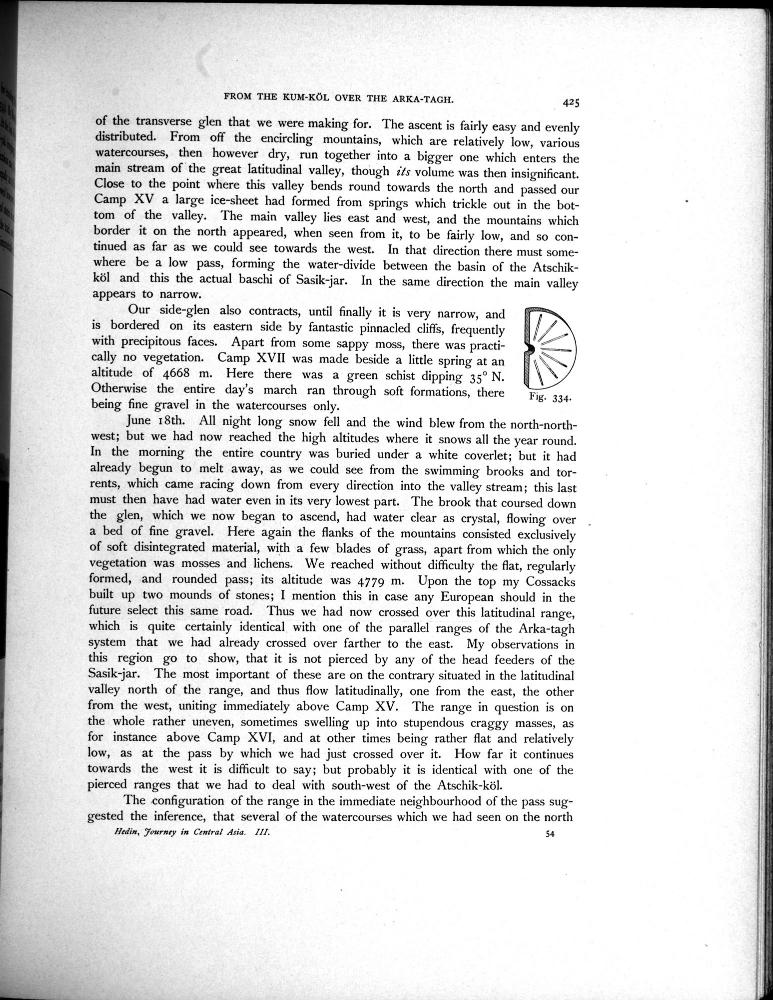 FROM THE KUM-KÖL OVER THE ARKA-TAGH.
425
of the transverse glen that we were making for. The ascent is fairly easy and evenly
distributed. From off the encircling mountains, which are relatively low, various
watercourses, then however dry, run together into a bigger one which enters the
main stream of the great latitudinal valley, though its volume was then insignificant.
Close to the point where this valley bends round towards the north and passed our
Camp XV a large ice-sheet had formed from springs which trickle out in the bot-
tom of the valley. The main valley lies east and west, and the mountains which
border it on the north appeared, when seen from it, to be fairly low, and so con-
tinued as far as we could see towards the west. In that direction there must some-
where be a low pass, forming the water-divide between the basin of the Atschik-
köl and this the actual baschi of Sasik-jar. In the same direction the main valley
appears to narrow.
Our side-glen also contracts, until finally it is very narrow, and
is bordered on its eastern side by fantastic pinnacled cliffs, frequently
with precipitous faces. Apart from some sappy moss, there was practi-
cally no vegetation. Camp XVII was made beside a little spring at an
altitude of 4668 m. Here there was a green schist dipping 35° N.
Otherwise the entire day's march ran through soft formations, there
being fine gravel in the watercourses only.
Fig. 334.
June 18th. All night long snow fell and the wind blew from the north-north-
west; but we had now reached the high altitudes where it snows all the year round.
In the morning the entire country was buried under a white coverlet; but it had
already begun to melt away, as we could see from the swimming brooks and tor-
rents, which came racing down from every direction into the valley stream; this last
must then have had water even in its very lowest part. The brook that coursed down
the glen, which we now began to ascend, had water clear as crystal, flowing over
a bed of fine gravel. Here again the flanks of the mountains consisted exclusively
of soft disintegrated material, with a few blades of grass, apart from which the only
vegetation was mosses and lichens. We reached without difficulty the flat, regularly
formed, and rounded pass; its altitude was 4779 m. Upon the top my Cossacks
built up two mounds of stones; I mention this in case any European should in the
future select this same road. Thus we had now crossed over this latitudinal range,
which is quite certainly identical with one of the parallel ranges of the Arka-tagh
system that we had already crossed over farther to the east. My observations in
this region go to show, that it is not pierced by any of the head feeders of the
Sasik-jar. The most important of these are on the contrary situated in the latitudinal
valley north of the range, and thus flow latitudinally, one from the east, the other
from the west, uniting immediately above Camp XV. The range in question is on
the whole rather uneven, sometimes swelling up into stupendous craggy masses, as
for instance above Camp XVI, and at other times being rather flat and relatively
low, as at the pass by which we had just crossed over it. How far it continues
towards the west it is difficult to say; but probably it is identical with one of the
pierced ranges that we had to deal with south-west of the Atschik-köl.
The configuration of the range in the immediate neighbourhood of the pass sug-
gested the inference, that several of the watercourses which we had seen on the north
Hedin, Journey in Central Asia. III.
54